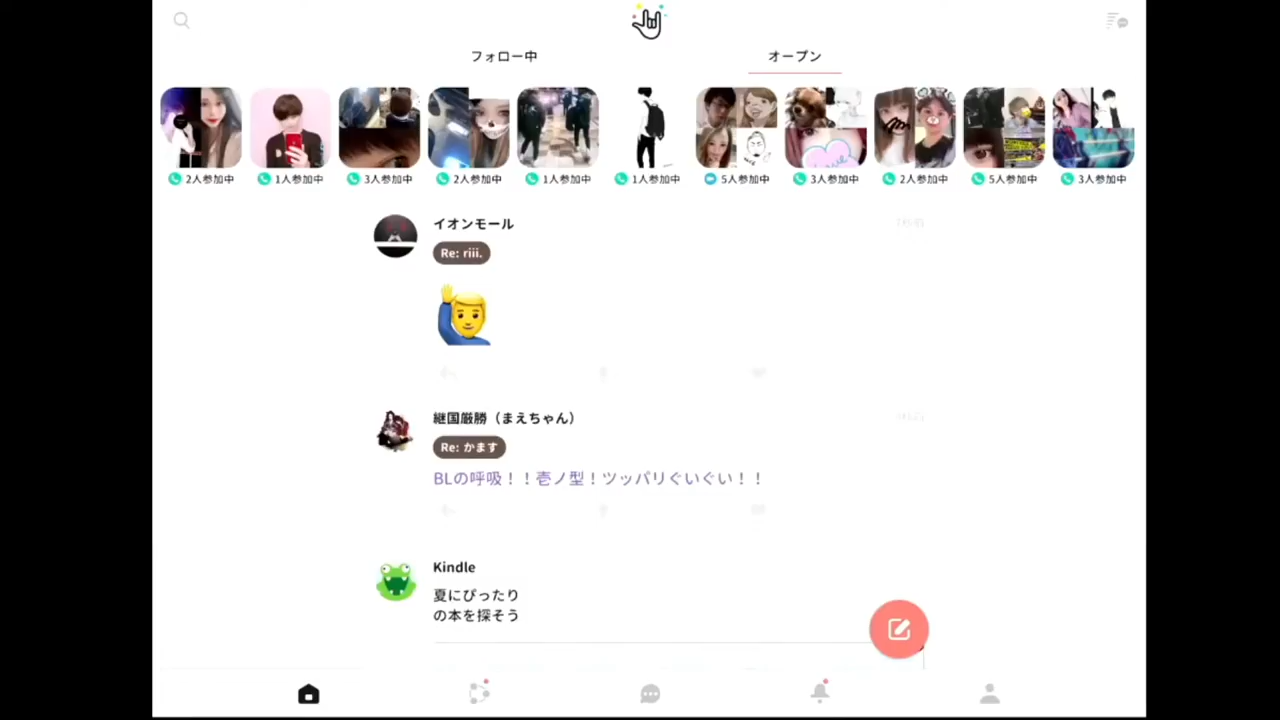 フォロー中
オープン
2人参加中
1人参加中
3人参加中
2人参加中
1人参加中
1人参加中
5人参加中
3人参加中
2人参加中
5人参加中
3人参加中
イオンモール
Re: riii.
継国厳勝（まえちゃん）
Re: かます
BLの呼吸！！壱ノ型！ツッパリぐいぐい！！
Kindle
夏にぴったり
の本を探そう